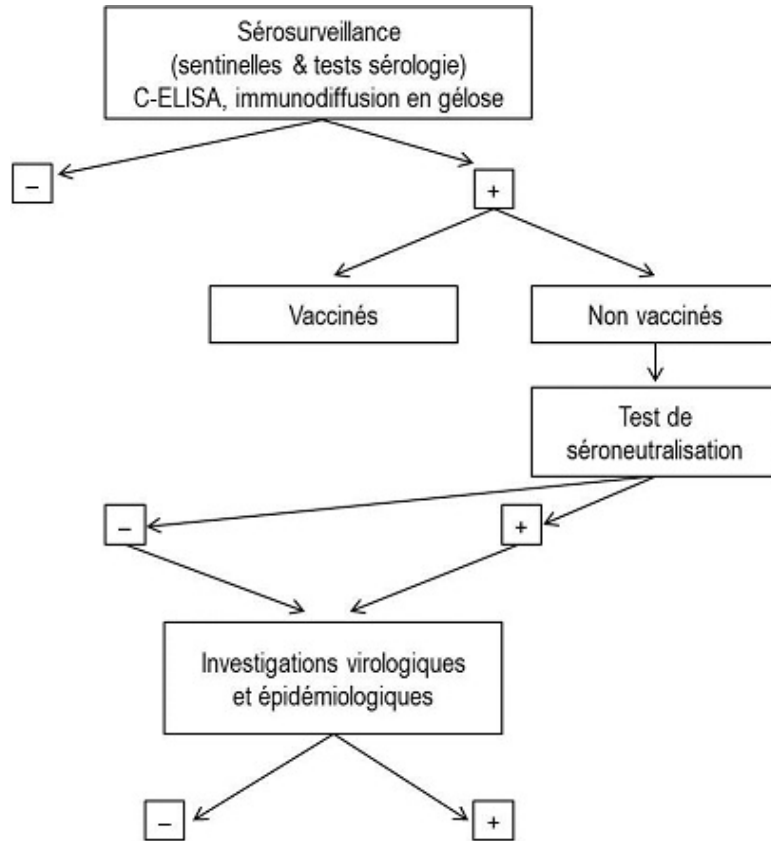 Sérosurveillance
(sentinelles & tests sérologie)
C-ELISA, immunodiffusion en gélose
–
+
Vaccinés
Non vaccinés
Test de
séroneutralisation
–
+
Investigations virologiques
et épidémiologiques
–
+